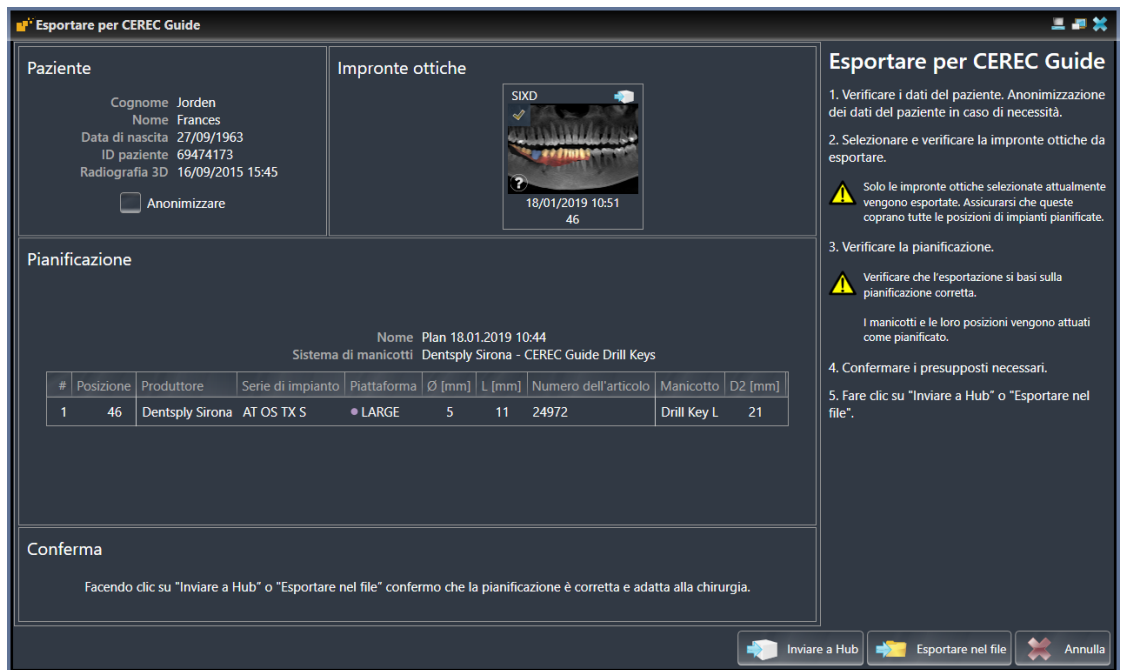 Esportare per CEREC Guide
Paziente
Cognome Jorden
Nome Frances
Data di nascita 27/09/1963
ID paziente 69474173
Radiografia 3D 16/09/2015 15:45
Anonimizzare
Impronte ottiche
SIXD
?
18/01/2019 10:51
46
Pianificazione
Nome Plan 18.01.2019 10:44
Sistema di manicotti Dentsply Sirona - CEREC Guide Drill Keys
# Posizione Produttore Serie di impianto Piattaforma Ø [mm] L [mm] Numero dell'articolo Manicotto D2 [mm]
1 46 Dentsply Sirona AT OS TX S LARGE 5 11 24972 Drill Key L 21
Conferma
Facendo clic su "Inviare a Hub" o "Esportare nel file" confermo che la pianificazione è corretta e adatta alla chirurgia.
Esportare per CEREC Guide
1. Verificare i dati del paziente. Anonimizzazione
dei dati del paziente in caso di necessità.
2. Selezionare e verificare la impronte ottiche da
esportare.
Solo le impronte ottiche selezionate attualmente
vengono esportate. Assicurarsi che queste
coprano tutte le posizioni di impianti pianificate.
3. Verificare la pianificazione.
Verificare che l'esportazione si basi sulla
pianificazione corretta.
I manicotti e le loro posizioni vengono attuati
come pianificato.
4. Confermare i presupposti necessari.
5. Fare clic su "Inviare a Hub" o "Esportare nel
file".
Inviare a Hub
Esportare nel file
Annulla